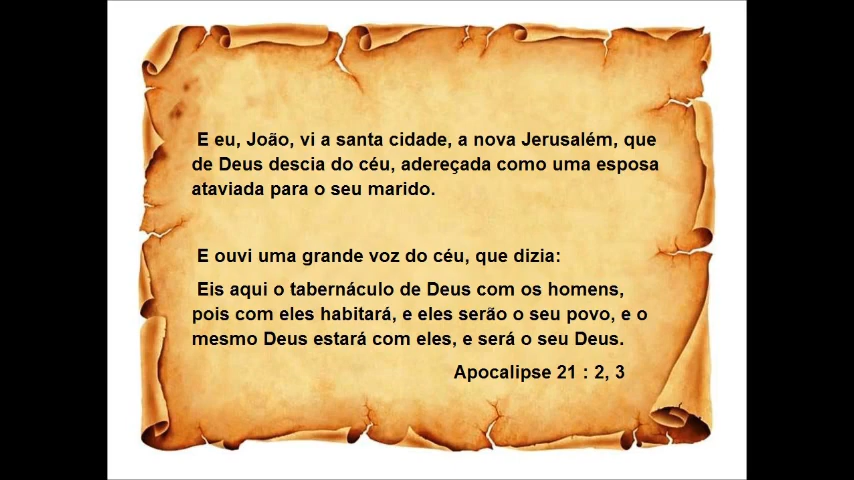 E eu, João, vi a santa cidade, a nova Jerusalém, que
de Deus descia do céu, adereçada como uma esposa
ataviada para o seu marido.
E ouvi uma grande voz do céu, que dizia:
Eis aqui o tabernáculo de Deus com os homens,
pois com eles habitará, e eles serão o seu povo, e o
mesmo Deus estará com eles, e será o seu Deus.
Apocalipse 21 : 2, 3